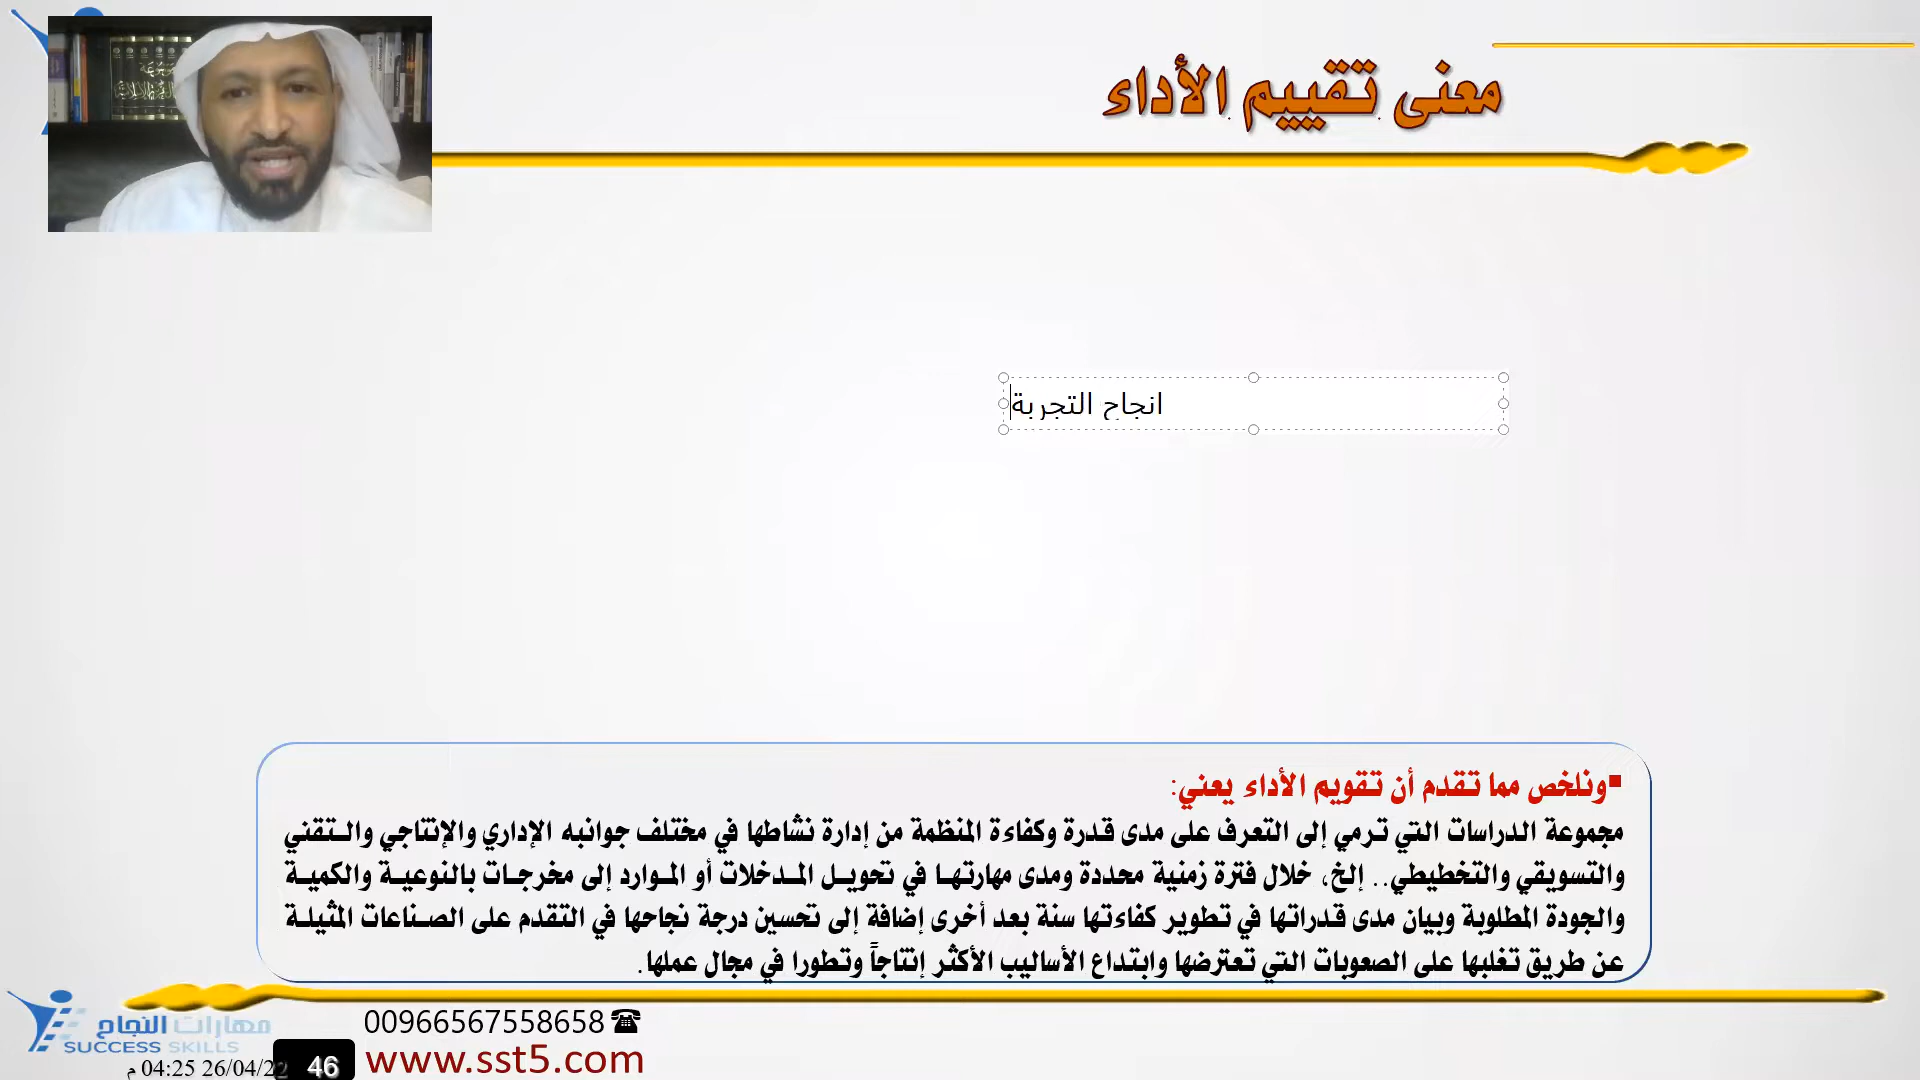 معنى تقييم الأداء
انجاح التجربة
ونلخص مما تقدم أن تقويم الأداء يعني:
مجموعة الدراسات التي ترمي إلى التعرف على مدى قدرة وكفاءة المنظمة من إدارة نشاطها في مختلف جوانبه الإداري والإنتاجي والتقني
والتسويقي والتخطيطي.. إلخ، خلال فترة زمنية محددة ومدى مهارتها في تحويل المدخلات أو الموارد إلى مخرجات بالنوعية والكمية
والجودة المطلوبة وبيان مدى قدراتها في تطوير كفاءتها سنة بعد أخرى إضافة إلى تحسين درجة نجاحها في التقدم على الصناعات المثيلة
عن طريق تغلبها على الصعوبات التي تعترضها وابتداع الأساليب الأكثر إنتاجاً وتطورا في مجال عملها.
مهارات النجاح
SUCCESS SKILLS
00966567558658 ☎
www.sst5.com
46
26/04/22 04:25 م